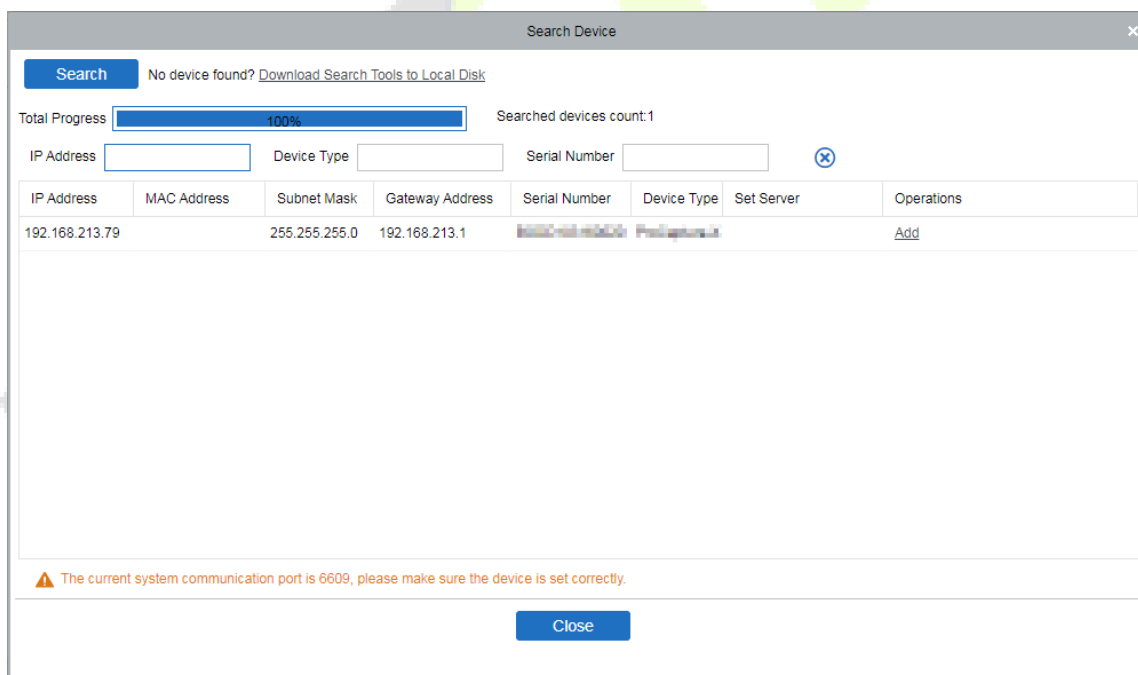 Search Device
Search No device found? Download Search Tools to Local Disk
Total Progress 100% Searched devices count:1
IP Address Device Type Serial Number
IP Address MAC Address Subnet Mask Gateway Address Serial Number Device Type Set Server Operations
192.168.213.79 255.255.255.0 192.168.213.1 Add
The current system communication port is 6609, please make sure the device is set correctly.
Close